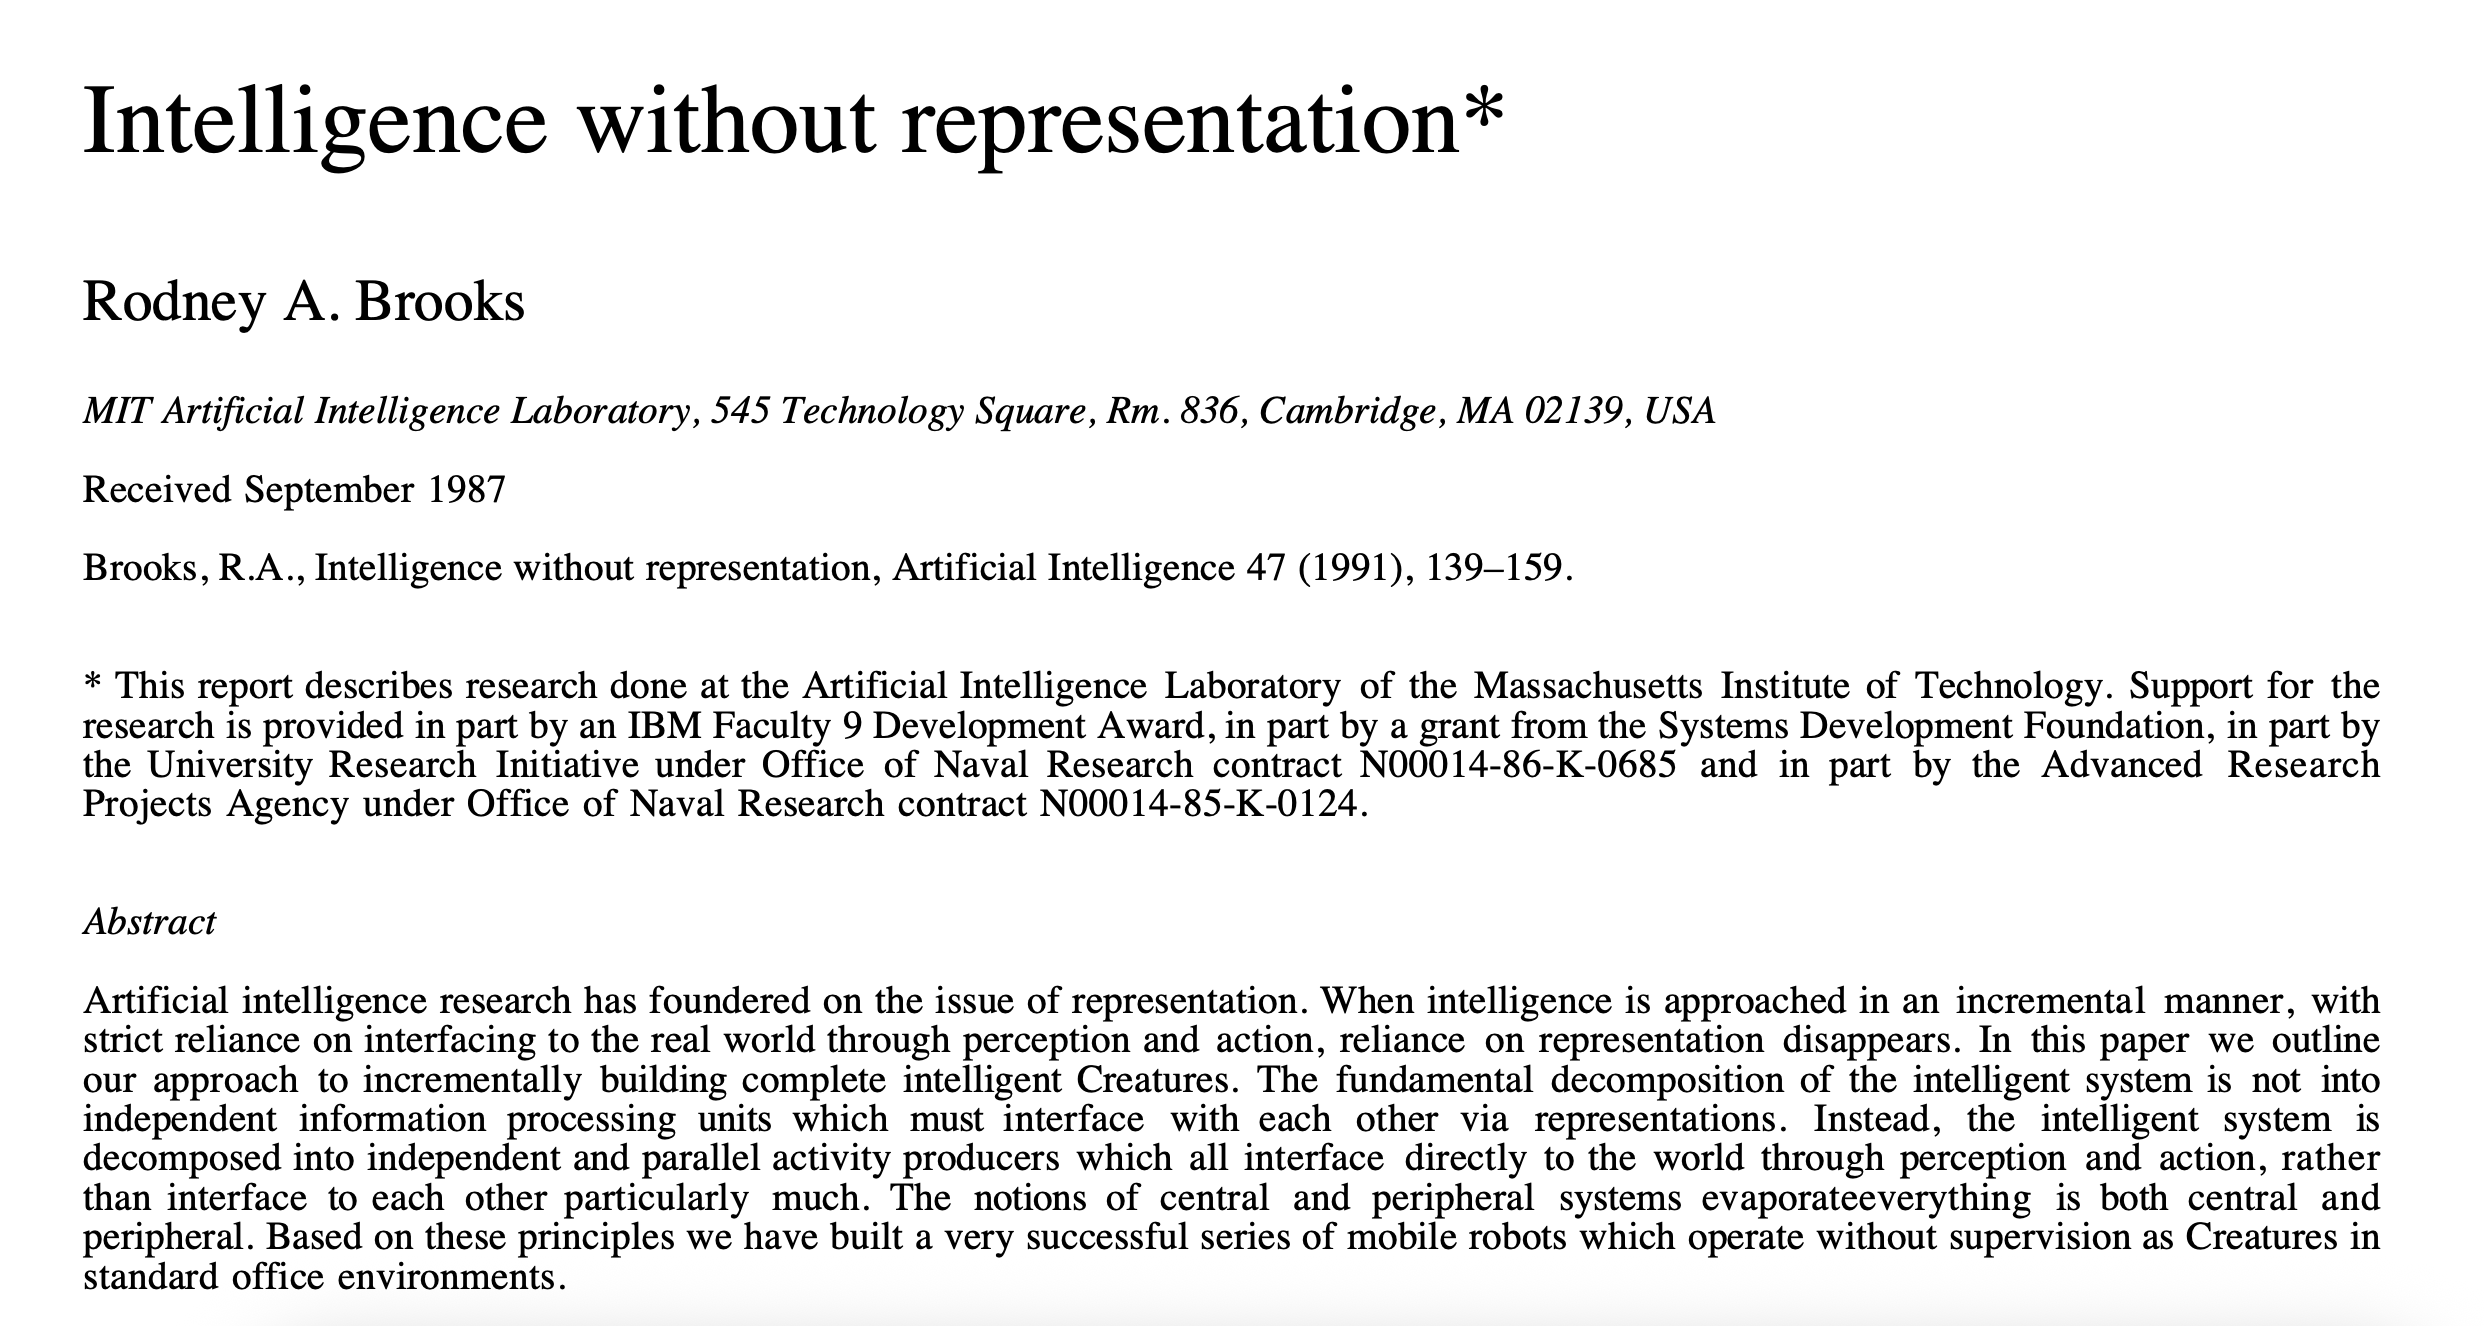 Intelligence without representation*
Rodney A. Brooks
MIT Artificial Intelligence Laboratory, 545 Technology Square, Rm. 836, Cambridge, MA 02139, USA
Received September 1987
Brooks, R.A., Intelligence without representation, Artificial Intelligence 47 (1991), 139–159.
* This report describes research done at the Artificial Intelligence Laboratory of the Massachusetts Institute of Technology. Support for the
research is provided in part by an IBM Faculty 9 Development Award, in part by a grant from the Systems Development Foundation, in part by
the University Research Initiative under Office of Naval Research contract N00014-86-K-0685 and in part by the Advanced Research
Projects Agency under Office of Naval Research contract N00014-85-K-0124.
Abstract
Artificial intelligence research has foundered on the issue of representation. When intelligence is approached in an incremental manner, with
strict reliance on interfacing to the real world through perception and action, reliance on representation disappears. In this paper we outline
our approach to incrementally building complete intelligent Creatures. The fundamental decomposition of the intelligent system is not into
independent information processing units which must interface with each other via representations. Instead, the intelligent system is
decomposed into independent and parallel activity producers which all interface directly to the world through perception and action, rather
than interface to each other particularly much. The notions of central and peripheral systems evaporateeverything is both central and
peripheral. Based on these principles we have built a very successful series of mobile robots which operate without supervision as Creatures in
standard office environments.